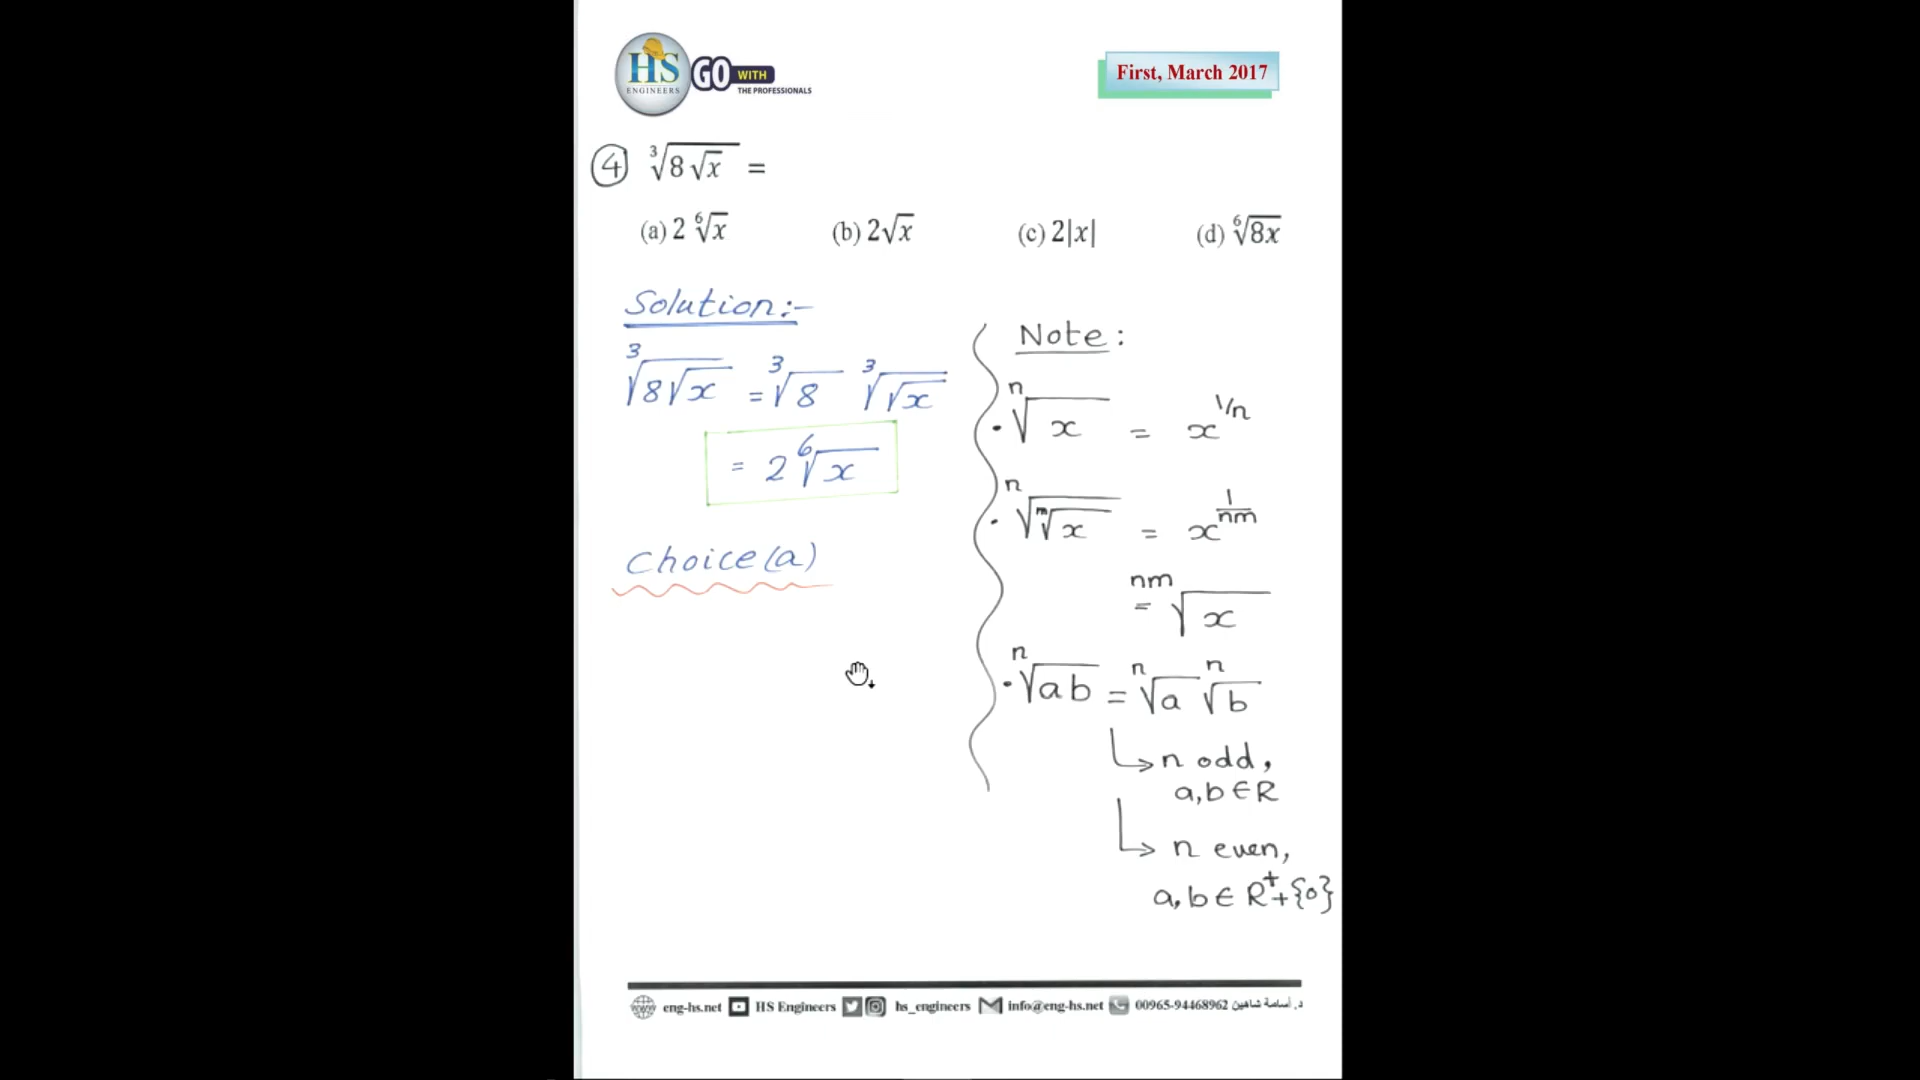 HS
ENGINEERS
GO WITH
THE PROFESSIONALS
First, March 2017
④ ∛(8√x) =
(a) 2 ⁶√x (b) 2√x (c) 2|x| (d) ⁶√(8x)
Solution:-
∛(8√x) = ∛8 ∛(√x)
= 2 ⁶√x
Choice (a)
Note:
• ⁿ√x = x^(1/n)
• ⁿ√(ᵐ√x) = x^(1/nm)
= ⁿᵐ√x
• ⁿ√(ab) = ⁿ√a ⁿ√b
↳ n odd,
a, b ∈ R
↳ n even,
a, b ∈ R⁺ + {0}
eng-hs.net HS Engineers hs_engineers info@eng-hs.net 00965-94468962 د. أسامة شاهين